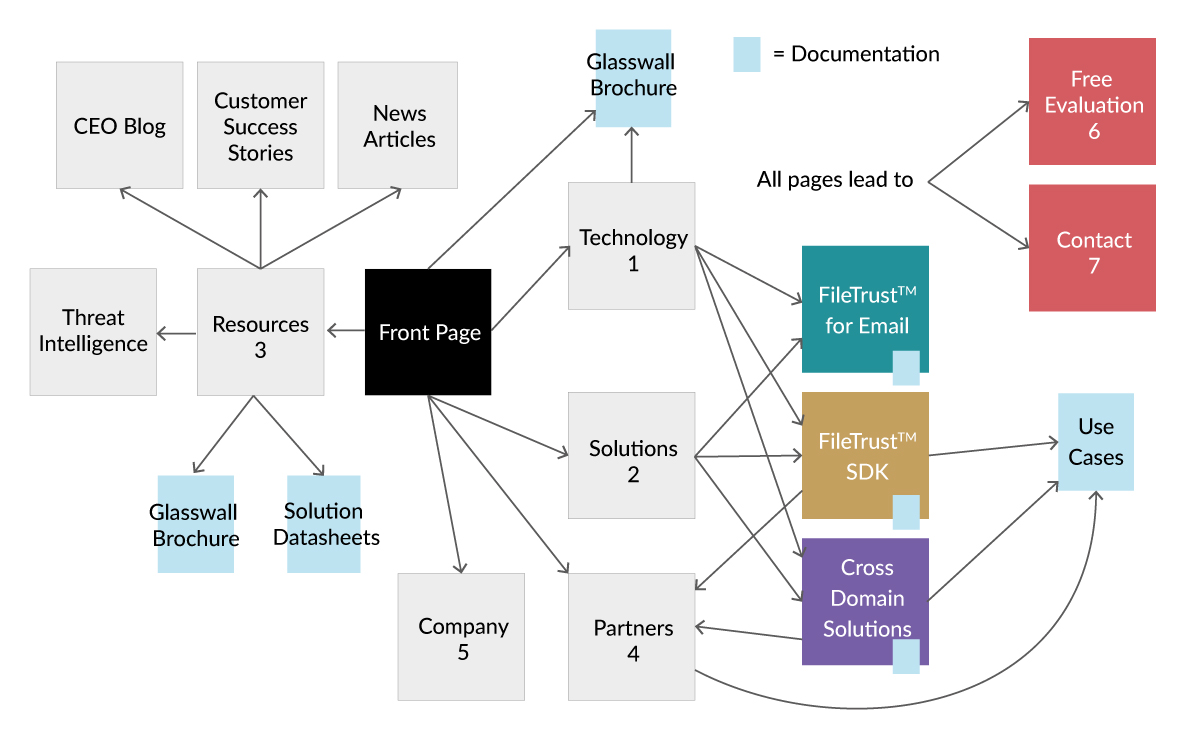 Glasswall
Brochure
= Documentation
Free
Evaluation
6
CEO Blog
Customer
Success
Stories
News
Articles
All pages lead to
Contact
7
Technology
1
FileTrust™
for Email
Threat
Intelligence
Resources
3
Front Page
Solutions
2
FileTrust™
SDK
Use
Cases
Glasswall
Brochure
Solution
Datasheets
Cross
Domain
Solutions
Company
5
Partners
4